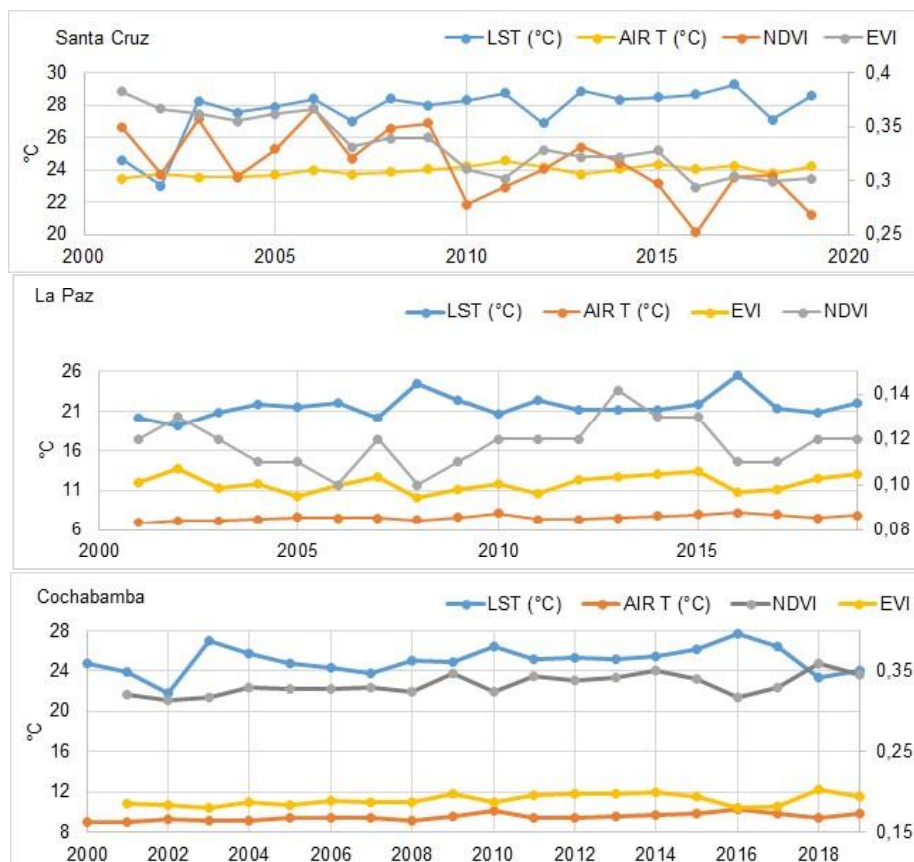 Santa Cruz
LST (°C) AIR T (°C) NDVI EVI
30 0,4
28
26 0,35
°C
24 0,3
22
20 0,25
2000 2005 2010 2015 2020
La Paz
LST (°C) AIR T (°C) EVI NDVI
26
0,14
21
0,12
°C
16
0,10
11
6 0,08
2000 2005 2010 2015
Cochabamba
LST (°C) AIR T (°C) NDVI EVI
28
24 0,35
°C
20
16 0,25
12
8 0,15
2000 2002 2004 2006 2008 2010 2012 2014 2016 2018